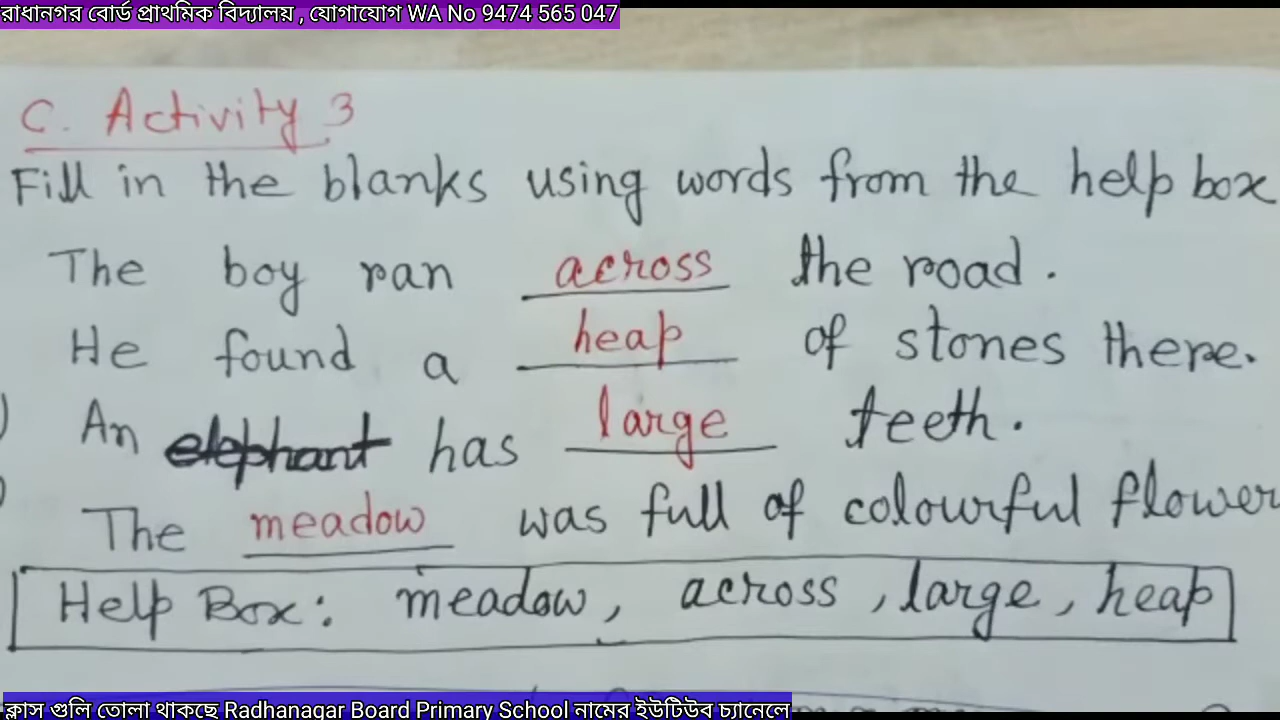 রাধানগর বোর্ড প্রাথমিক বিদ্যালয় , যোগাযোগ WA No 9474 565 047
C. Activity 3
Fill in the blanks using words from the help box
The boy ran across the road.
He found a heap of stones there.
) An elephant has large teeth.
) The meadow was full of colourful flower
Help Box: meadow, across, large, heap
ক্লাস গুলি তোলা থাকছে Radhanagar Board Primary School নামের ইউটিউব চ্যানেলে